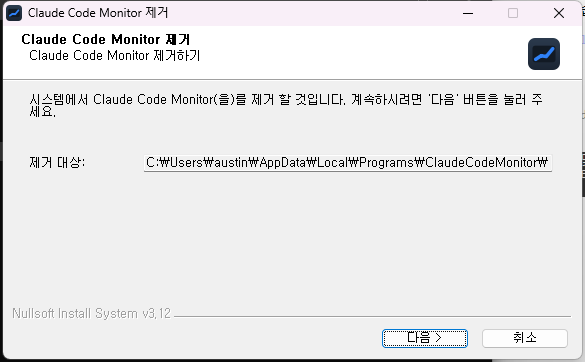 Claude Code Monitor 제거
Claude Code Monitor 제거
Claude Code Monitor 제거하기
시스템에서 Claude Code Monitor(을)를 제거 할 것입니다. 계속하시려면 '다음' 버튼을 눌러 주
세요.
제거 대상: C:₩Users₩austin₩AppData₩Local₩Programs₩ClaudeCodeMonitor₩
Nullsoft Install System v3.12
다음 >
취소